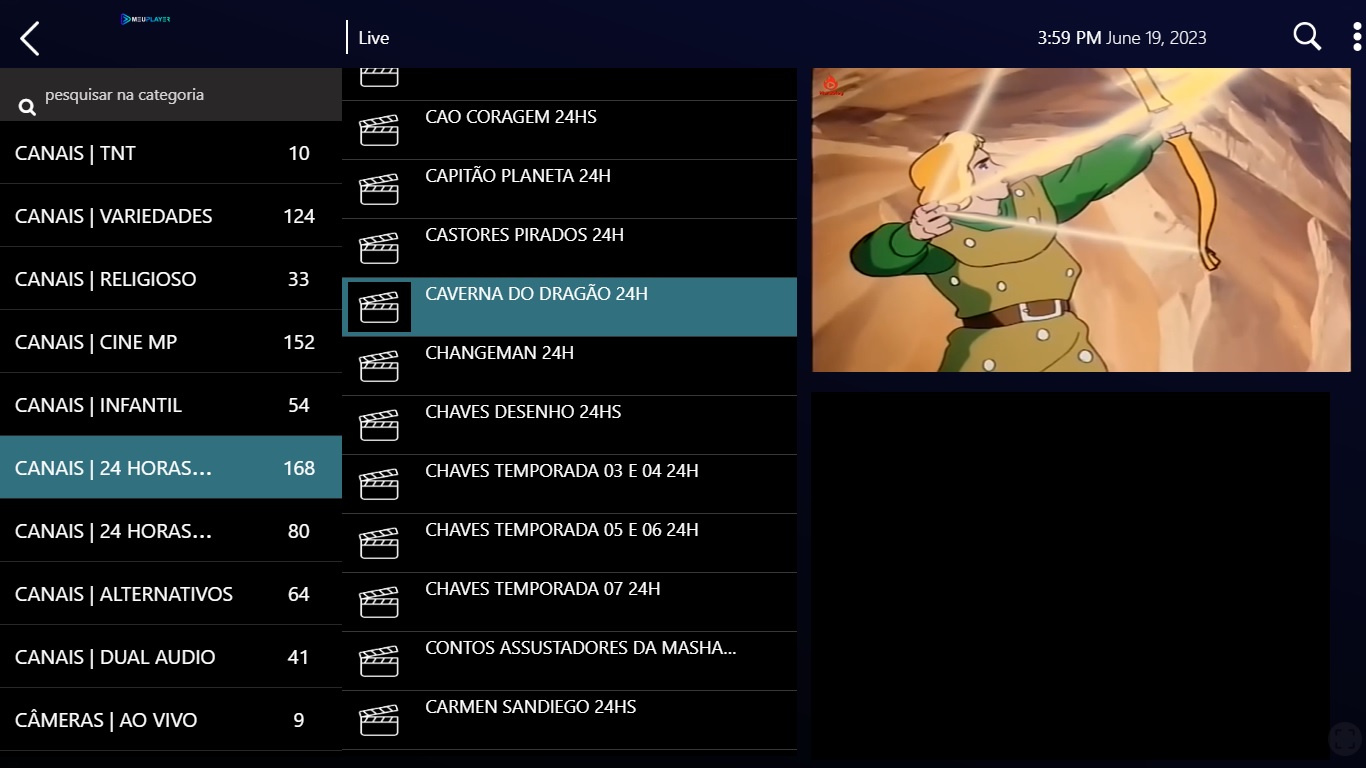 MEUPLAYER
Live
3:59 PM June 19, 2023
pesquisar na categoria
CANAIS | TNT 10
CANAIS | VARIEDADES 124
CANAIS | RELIGIOSO 33
CANAIS | CINE MP 152
CANAIS | INFANTIL 54
CANAIS | 24 HORAS... 168
CANAIS | 24 HORAS... 80
CANAIS | ALTERNATIVOS 64
CANAIS | DUAL AUDIO 41
CÂMERAS | AO VIVO 9
CAO CORAGEM 24HS
CAPITÃO PLANETA 24H
CASTORES PIRADOS 24H
CAVERNA DO DRAGÃO 24H
CHANGEMAN 24H
CHAVES DESENHO 24HS
CHAVES TEMPORADA 03 E 04 24H
CHAVES TEMPORADA 05 E 06 24H
CHAVES TEMPORADA 07 24H
CONTOS ASSUSTADORES DA MASHA...
CARMEN SANDIEGO 24HS